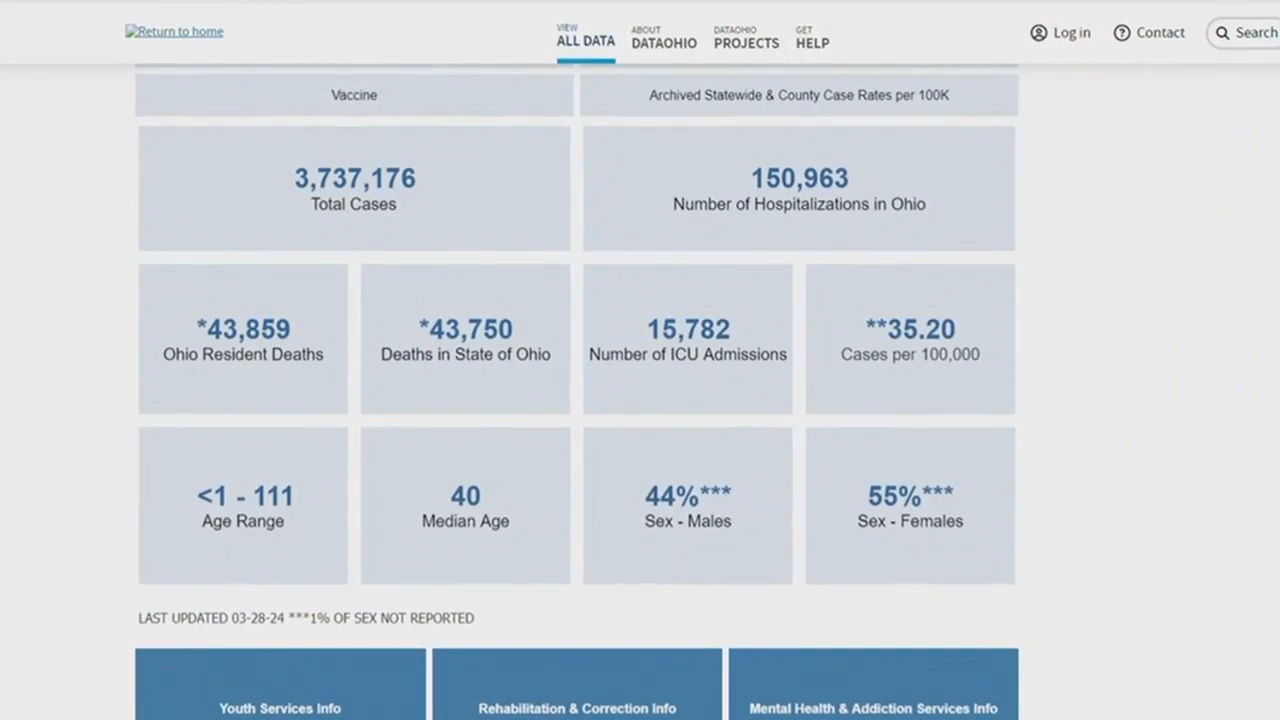 Return to home
VIEW
ALL DATA
ABOUT
DATAOHIO
DATAOHIO
PROJECTS
GET
HELP
Log in
Contact
Search
Vaccine
Archived Statewide & County Case Rates per 100K
3,737,176
Total Cases
150,963
Number of Hospitalizations in Ohio
*43,859
Ohio Resident Deaths
*43,750
Deaths in State of Ohio
15,782
Number of ICU Admissions
**35.20
Cases per 100,000
<1 - 111
Age Range
40
Median Age
44%***
Sex - Males
55%***
Sex - Females
LAST UPDATED 03-28-24 ***1% OF SEX NOT REPORTED
Youth Services Info
Rehabilitation & Correction Info
Mental Health & Addiction Services Info